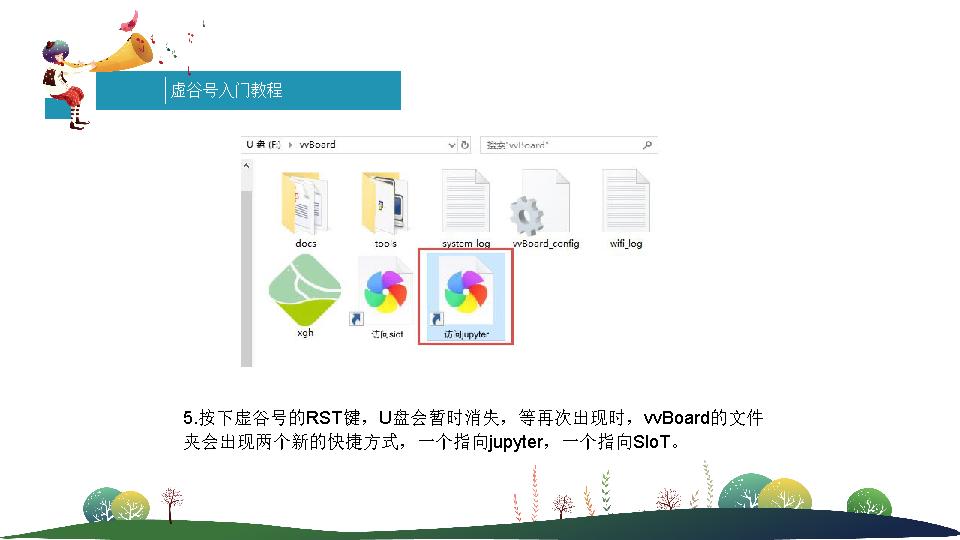 虚谷号入门教程
U 盘 (F:) vvBoard
搜索"vvBoard"
docs
tools
system_log
vvBoard_config
wifi_log
xgh
访问siot
访问jupyter
5.按下虚谷号的RST键，U盘会暂时消失，等再次出现时，vvBoard的文件
夹会出现两个新的快捷方式，一个指向jupyter，一个指向SIoT。